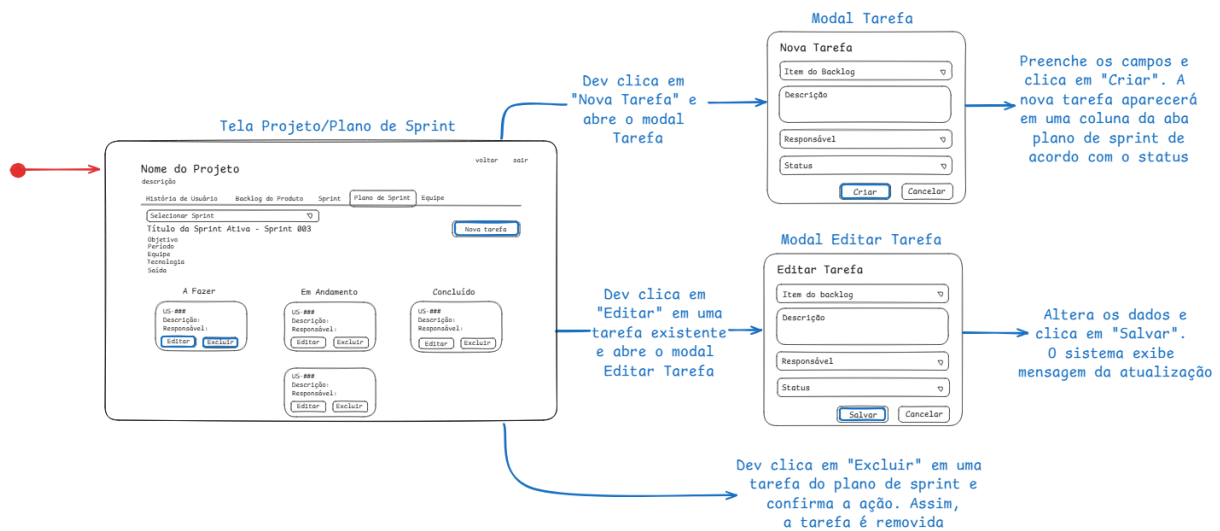 Tela Projeto/Plano de Sprint
voltar sair
Nome do Projeto
descrição
História de Usuário Backlog do Produto Sprint Plano de Sprint Equipe
Selecionar Sprint
Título da Sprint Ativa - Sprint 003
Nova tarefa
Objetivo
Período
Equipe
Tecnologia
Saída
A Fazer Em Andamento Concluído
US-###
Descrição:
Responsável:
Editar Excluir
US-###
Descrição:
Responsável:
Editar Excluir
US-###
Descrição:
Responsável:
Editar Excluir
US-###
Descrição:
Responsável:
Editar Excluir
Dev clica em
"Nova Tarefa" e
abre o modal
Tarefa
Modal Tarefa
Nova Tarefa
Item do Backlog
Descrição
Responsável
Status
Criar Cancelar
Preenche os campos e
clica em "Criar". A
nova tarefa aparecerá
em uma coluna da aba
plano de sprint de
acordo com o status
Dev clica em
"Editar" em uma
tarefa existente
e abre o modal
Editar Tarefa
Modal Editar Tarefa
Editar Tarefa
Item do backlog
Descrição
Responsável
Status
Salvar Cancelar
Altera os dados e
clica em "Salvar".
O sistema exibe
mensagem da atualização
Dev clica em "Excluir" em uma
tarefa do plano de sprint e
confirma a ação. Assim,
a tarefa é removida